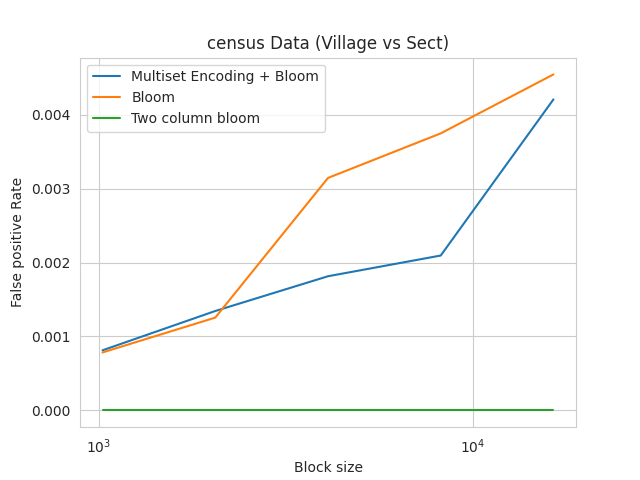 census Data (Village vs Sect)
Multiset Encoding + Bloom
Bloom
Two column bloom
False positive Rate
0.004
0.003
0.002
0.001
0.000
10³ 10⁴
Block size